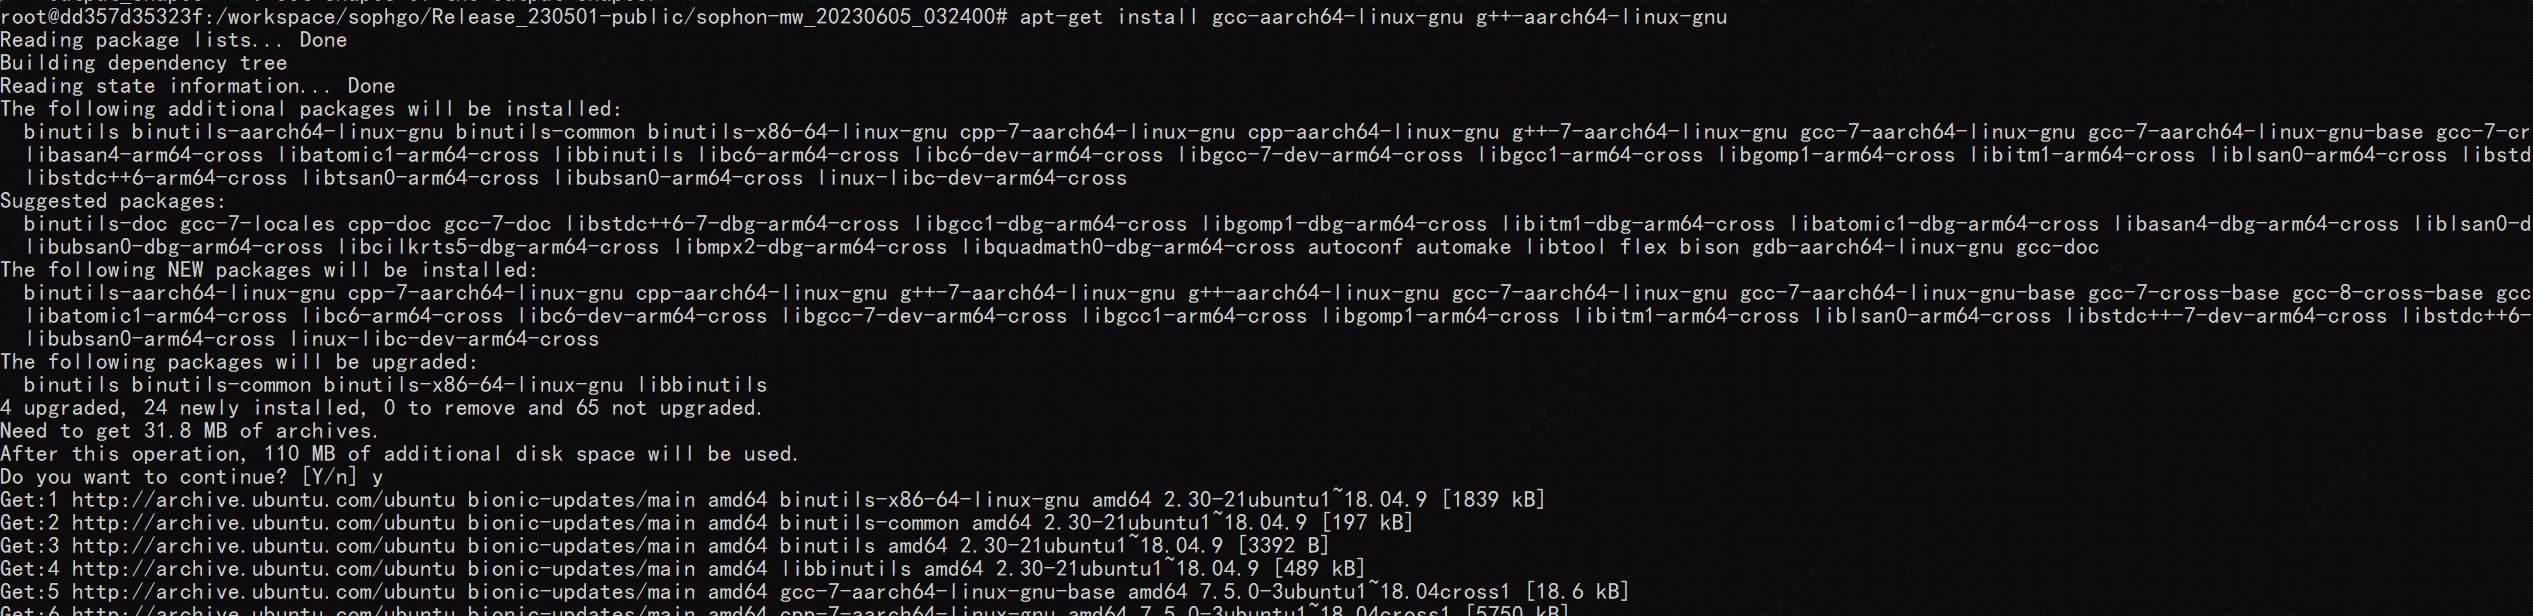 root@dd357d35323f:/workspace/sophgo/Release_230501-public/sophon-mw_20230605_032400# apt-get install gcc-aarch64-linux-gnu g++-aarch64-linux-gnu
Reading package lists... Done
Building dependency tree
Reading state information... Done
The following additional packages will be installed:
  binutils binutils-aarch64-linux-gnu binutils-common binutils-x86-64-linux-gnu cpp-7-aarch64-linux-gnu cpp-aarch64-linux-gnu g++-7-aarch64-linux-gnu gcc-7-aarch64-linux-gnu gcc-7-aarch64-linux-gnu-base gcc-7-cr
  libasan4-arm64-cross libatomic1-arm64-cross libbinutils libc6-arm64-cross libc6-dev-arm64-cross libgcc-7-dev-arm64-cross libgcc1-arm64-cross libgomp1-arm64-cross libitm1-arm64-cross liblsan0-arm64-cross libstd
  libstdc++6-arm64-cross libtsan0-arm64-cross libubsan0-arm64-cross linux-libc-dev-arm64-cross
Suggested packages:
  binutils-doc gcc-7-locales cpp-doc gcc-7-doc libstdc++6-7-dbg-arm64-cross libgcc1-dbg-arm64-cross libgomp1-dbg-arm64-cross libitm1-dbg-arm64-cross libatomic1-dbg-arm64-cross libasan4-dbg-arm64-cross liblsan0-d
  libubsan0-dbg-arm64-cross libcilkrts5-dbg-arm64-cross libmpx2-dbg-arm64-cross libquadmath0-dbg-arm64-cross autoconf automake libtool flex bison gdb-aarch64-linux-gnu gcc-doc
The following NEW packages will be installed:
  binutils-aarch64-linux-gnu cpp-7-aarch64-linux-gnu cpp-aarch64-linux-gnu g++-7-aarch64-linux-gnu g++-aarch64-linux-gnu gcc-7-aarch64-linux-gnu gcc-7-aarch64-linux-gnu-base gcc-7-cross-base gcc-8-cross-base gcc
  libatomic1-arm64-cross libc6-arm64-cross libc6-dev-arm64-cross libgcc-7-dev-arm64-cross libgcc1-arm64-cross libgomp1-arm64-cross libitm1-arm64-cross liblsan0-arm64-cross libstdc++-7-dev-arm64-cross libstdc++6-
  libubsan0-arm64-cross linux-libc-dev-arm64-cross
The following packages will be upgraded:
  binutils binutils-common binutils-x86-64-linux-gnu libbinutils
4 upgraded, 24 newly installed, 0 to remove and 65 not upgraded.
Need to get 31.8 MB of archives.
After this operation, 110 MB of additional disk space will be used.
Do you want to continue? [Y/n] y
Get:1 http://archive.ubuntu.com/ubuntu bionic-updates/main amd64 binutils-x86-64-linux-gnu amd64 2.30-21ubuntu1~18.04.9 [1839 kB]
Get:2 http://archive.ubuntu.com/ubuntu bionic-updates/main amd64 binutils-common amd64 2.30-21ubuntu1~18.04.9 [197 kB]
Get:3 http://archive.ubuntu.com/ubuntu bionic-updates/main amd64 binutils amd64 2.30-21ubuntu1~18.04.9 [3392 B]
Get:4 http://archive.ubuntu.com/ubuntu bionic-updates/main amd64 libbinutils amd64 2.30-21ubuntu1~18.04.9 [489 kB]
Get:5 http://archive.ubuntu.com/ubuntu bionic-updates/main amd64 gcc-7-aarch64-linux-gnu-base amd64 7.5.0-3ubuntu1~18.04cross1 [18.6 kB]
Get:6 http://archive.ubuntu.com/ubuntu bionic-updates/main amd64 cpp-7-aarch64-linux-gnu amd64 7.5.0-3ubuntu1~18.04cross1 [5750 kB]